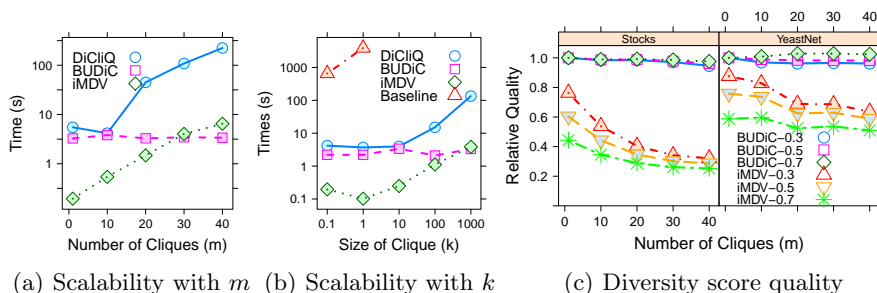 DiCliQ
BUDiC
iMDV
Time (s)
100
10
1
0 10 20 30 40
Number of Cliques (m)
DiCliQ
BUDiC
iMDV
Baseline
Times (s)
1000
100
10
1
0.1
0.1 1 10 100 1000
Size of Clique (k)
0 10 20 30 40
Stocks
YeastNet
Relative Quality
1.0
0.8
0.6
0.4
0.2
BUDiC-0.3
BUDiC-0.5
BUDiC-0.7
iMDV-0.3
iMDV-0.5
iMDV-0.7
0 10 20 30 40
Number of Cliques (m)
(a) Scalability with m
(b) Scalability with k
(c) Diversity score quality